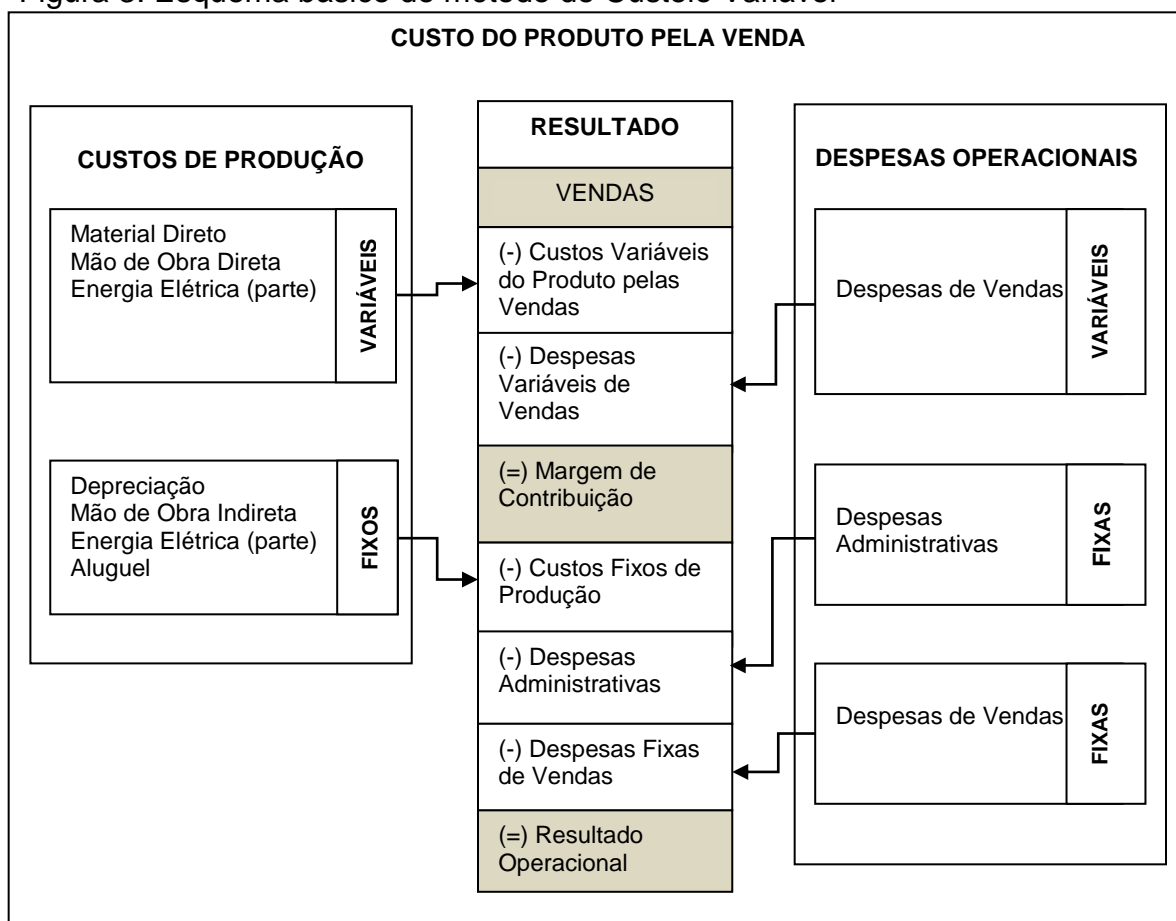 Figura 3: Esquema básico do método de Custeio Variável
CUSTO DO PRODUTO PELA VENDA
CUSTOS DE PRODUÇÃO
Material Direto
Mão de Obra Direta
Energia Elétrica (parte)
VARIÁVEIS
Depreciação
Mão de Obra Indireta
Energia Elétrica (parte)
Aluguel
FIXOS
RESULTADO
VENDAS
(-) Custos Variáveis
do Produto pelas
Vendas
(-) Despesas
Variáveis de
Vendas
(=) Margem de
Contribuição
(-) Custos Fixos de
Produção
(-) Despesas
Administrativas
(-) Despesas Fixas
de Vendas
(=) Resultado
Operacional
DESPESAS OPERACIONAIS
Despesas de Vendas
VARIÁVEIS
Despesas
Administrativas
FIXAS
Despesas de Vendas
FIXAS